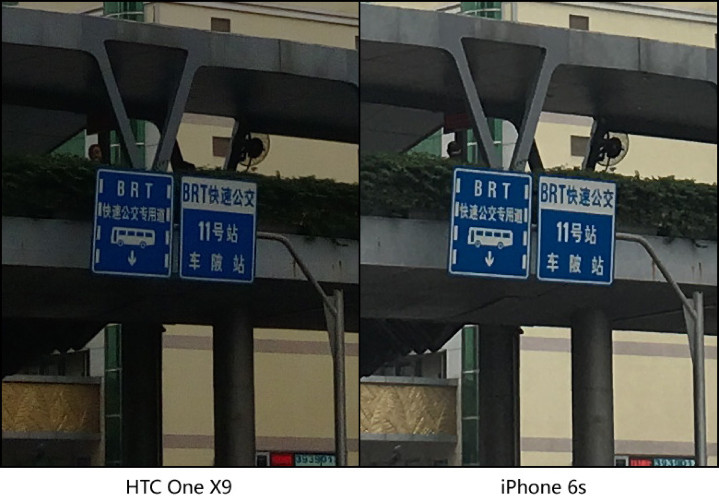 BRT
快速公交专用道
BRT快速公交
11号站
车陂站
BRT
快速公交专用道
BRT快速公交
11号站
车陂站
HTC One X9
iPhone 6s